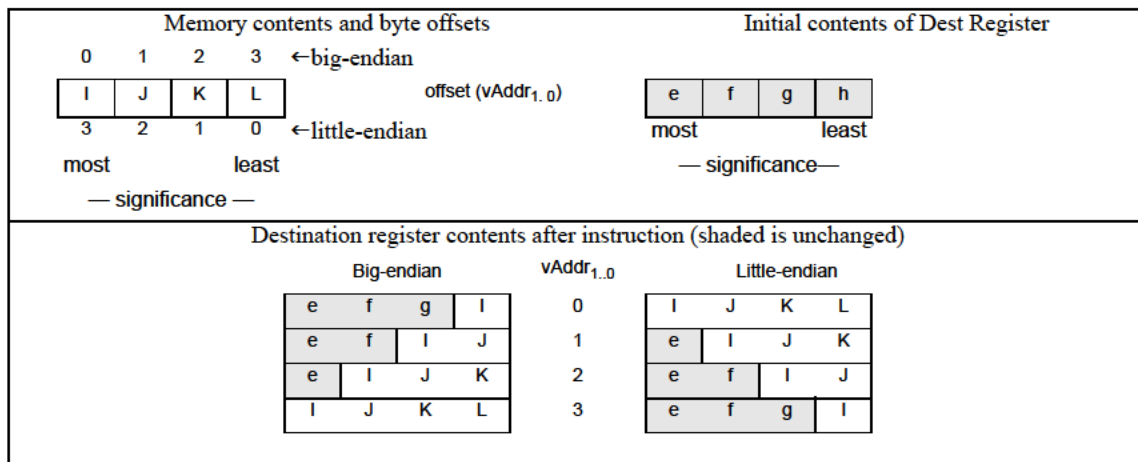 Memory contents and byte offsets
0 1 2 3 ←big-endian
I J K L offset (vAddr1. 0)
3 2 1 0 ←little-endian
most least
— significance —
Initial contents of Dest Register
e f g h
most least
— significance—
Destination register contents after instruction (shaded is unchanged)
Big-endian vAddr1..0 Little-endian
e f g I 0 I J K L
e f I J 1 e I J K
e I J K 2 e f I J
I J K L 3 e f g I